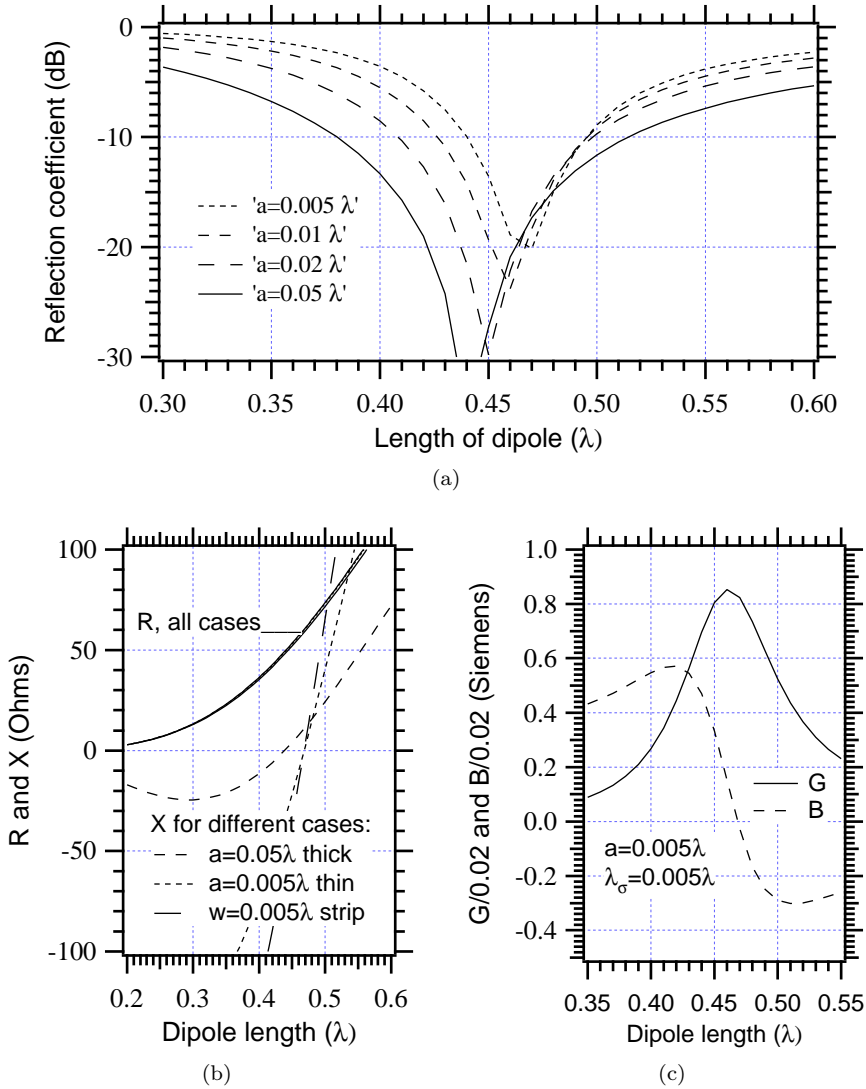 0
-10
-20
-30
Reflection coefficient (dB)
'a=0.005 λ'
'a=0.01 λ'
'a=0.02 λ'
'a=0.05 λ'
0.30 0.35 0.40 0.45 0.50 0.55 0.60
Length of dipole (λ)
(a)
100
50
0
-50
-100
R and X (Ohms)
R, all cases
X for different cases:
a=0.05λ thick
a=0.005λ thin
w=0.005λ strip
0.2 0.3 0.4 0.5 0.6
Dipole length (λ)
(b)
1.0
0.8
0.6
0.4
0.2
0.0
-0.2
-0.4
G/0.02 and B/0.02 (Siemens)
G
B
a=0.005λ
λσ=0.005λ
0.35 0.40 0.45 0.50 0.55
Dipole length (λ)
(c)